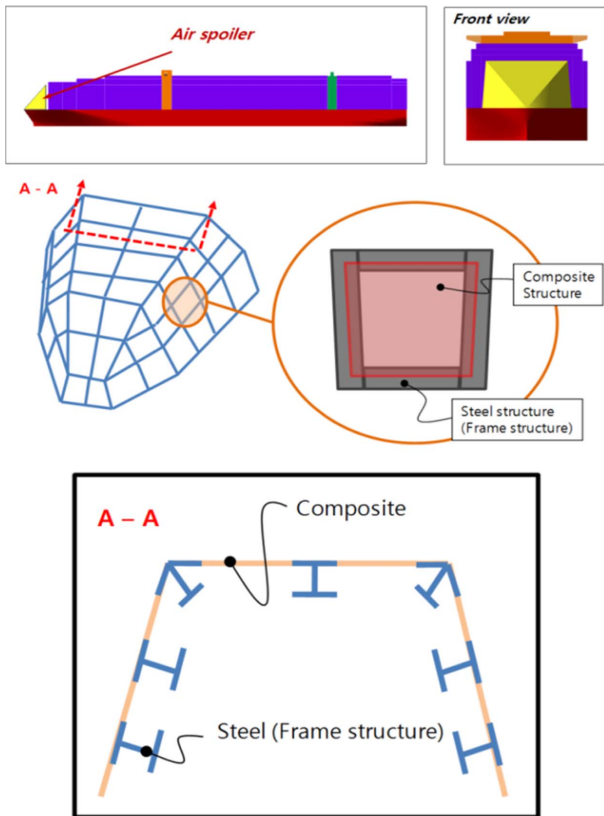 Air spoiler
Front view
A - A
Composite
Structure
Steel structure
(Frame structure)
A – A
Composite
Steel (Frame structure)